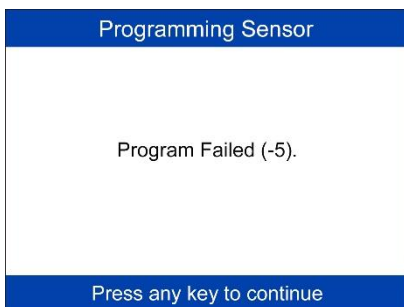 Programming Sensor
Program Failed (-5).
Press any key to continue